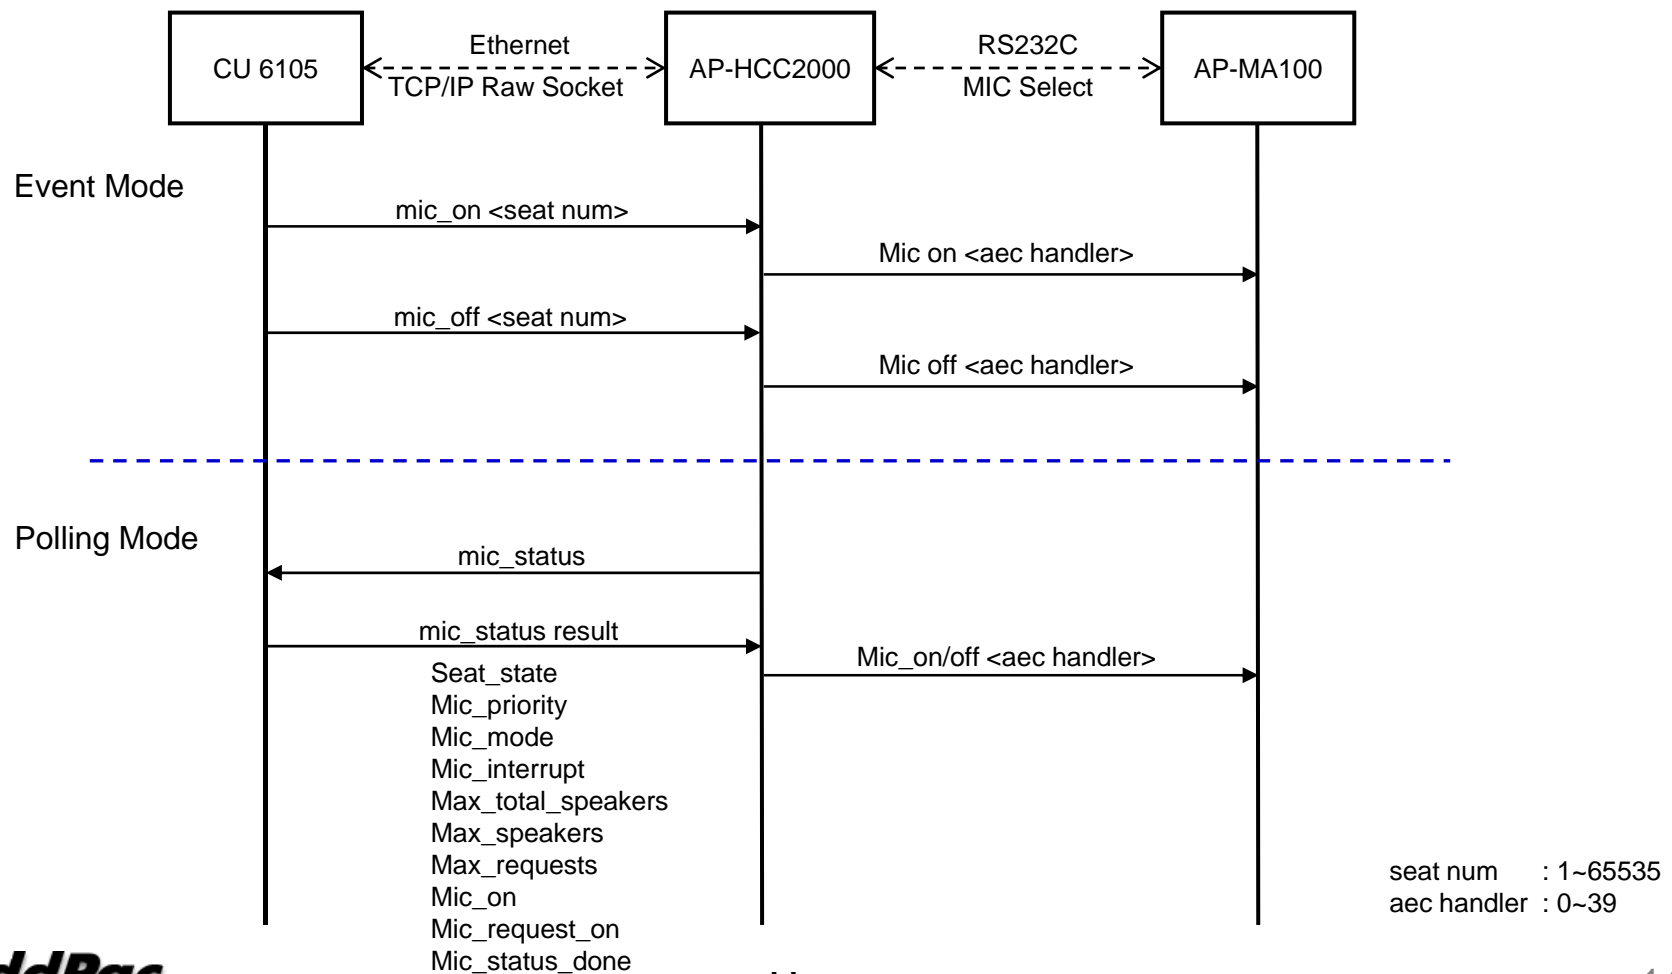 CU 6105
Ethernet
TCP/IP Raw Socket
AP-HCC2000
RS232C
MIC Select
AP-MA100
Event Mode
mic_on <seat num>
Mic on <aec handler>
mic_off <seat num>
Mic off <aec handler>
Polling Mode
mic_status
mic_status result
Mic_on/off <aec handler>
Seat_state
Mic_priority
Mic_mode
Mic_interrupt
Max_total_speakers
Max_speakers
Max_requests
Mic_on
Mic_request_on
Mic_status_done
seat num : 1~65535
aec handler : 0~39